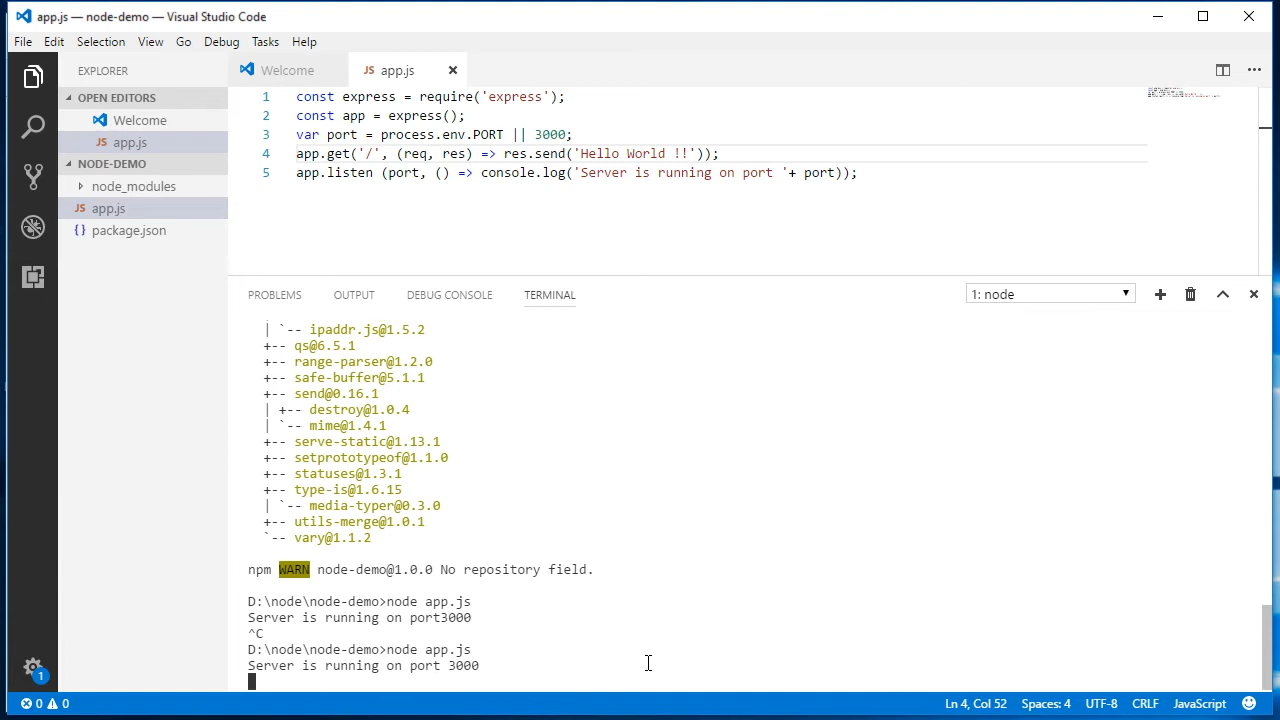 app.js — node-demo — Visual Studio Code
File Edit Selection View Go Debug Tasks Help
EXPLORER
OPEN EDITORS
Welcome
JS app.js
NODE-DEMO
node_modules
JS app.js
{} package.json
1
Welcome JS app.js
1 const express = require('express');
2 const app = express();
3 var port = process.env.PORT || 3000;
4 app.get('/', (req, res) => res.send('Hello World !!'));
5 app.listen (port, () => console.log('Server is running on port '+ port));
PROBLEMS OUTPUT DEBUG CONSOLE TERMINAL 1: node
| `-- ipaddr.js@1.5.2
+-- qs@6.5.1
+-- range-parser@1.2.0
+-- safe-buffer@5.1.1
+-- send@0.16.1
| +-- destroy@1.0.4
| `-- mime@1.4.1
+-- serve-static@1.13.1
+-- setprototypeof@1.1.0
+-- statuses@1.3.1
+-- type-is@1.6.15
| `-- media-typer@0.3.0
+-- utils-merge@1.0.1
`-- vary@1.1.2
npm WARN node-demo@1.0.0 No repository field.
D:\node\node-demo>node app.js
Server is running on port3000
^C
D:\node\node-demo>node app.js
Server is running on port 3000
0 0 Ln 4, Col 52 Spaces: 4 UTF-8 CRLF JavaScript